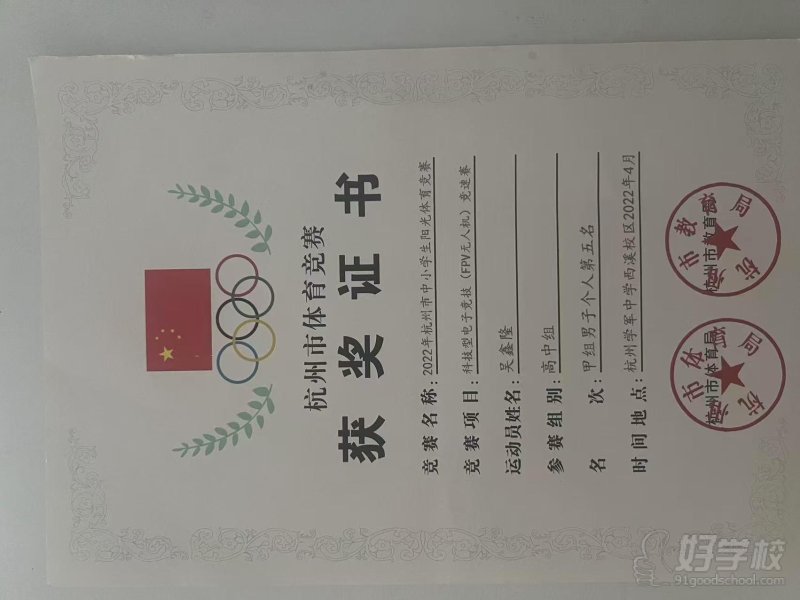 杭州市体育竞赛
获奖证书
竞赛名称：2022年杭州市中小学生阳光体育竞赛
竞赛项目：科技型电子竞技（FPV无人机）竞速赛
运动员姓名：吴鑫隆
参赛组别：高中组
名次：甲组男子个人第五名
时间地点：杭州学军中学西溪校区2022年4月
杭州市体育局
杭州市教育局
好学校
91goodschool.com